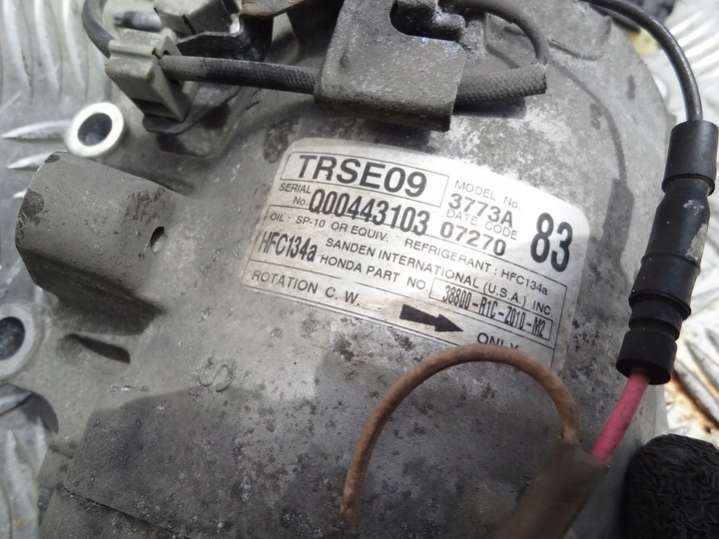 TRSE09 MODEL No. 3773A 83
SERIAL No. Q00443103 DATE CODE 07270
OIL : SP-10 OR EQUIV. · REFRIGERANT : HFC134a
HFC134a SANDEN INTERNATIONAL (U.S.A.) INC.
HONDA PART NO. 38800-R1C-Z010-M2
ROTATION C. W. ONLY